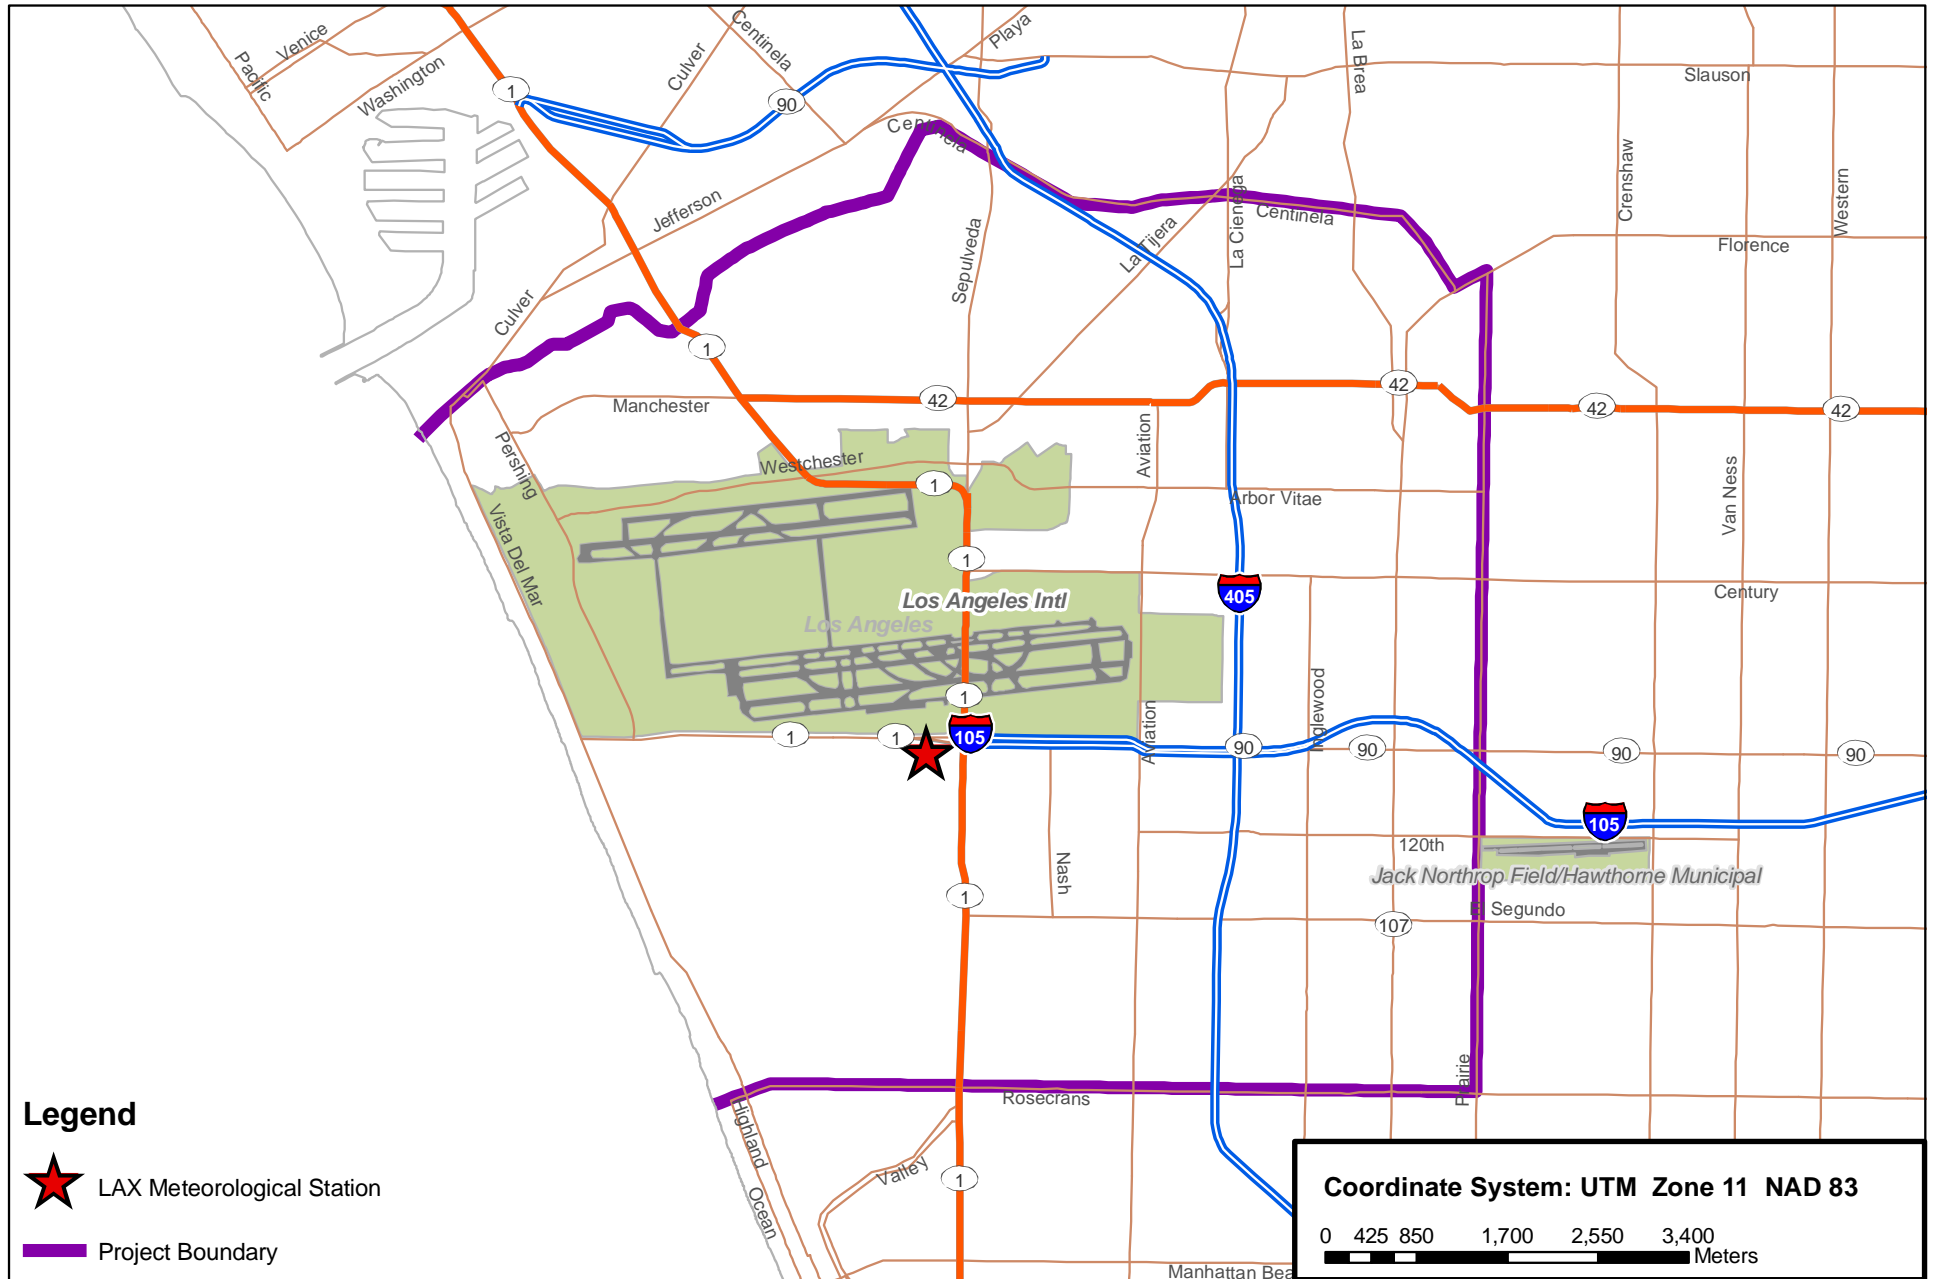 Venice
Pacific
Washington
1
Culver
Centinela
90
Playa
La Brea
Slauson
Centinela
Jefferson
Sepulveda
La Tijera
La Cienega
Centinela
Crenshaw
Western
Florence
Culver
1
Manchester
42
42
42
42
Pershing
Westchester
1
Aviation
Arbor Vitae
Van Ness
Vista Del Mar
1
Los Angeles Intl
Los Angeles
405
Century
1
Inglewood
Aviation
1
1
105
90
90
90
90
105
120th
Nash
Jack Northrop Field/Hawthorne Municipal
1
El Segundo
107
Prairie
Rosecrans
Highland
Valley
1
Ocean
Manhattan Bea
Legend
LAX Meteorological Station
Project Boundary
Coordinate System: UTM Zone 11 NAD 83
0 425 850 1,700 2,550 3,400
Meters